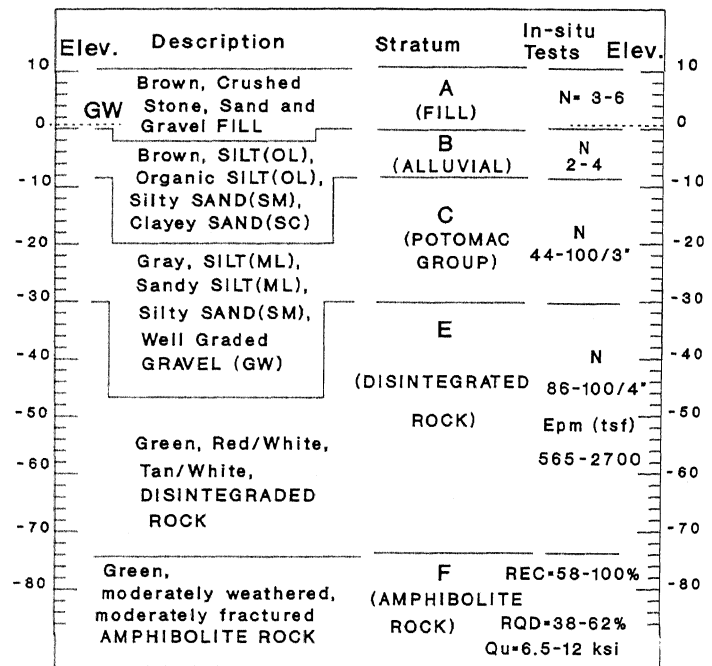 Elev. Description Stratum In-situ Tests Elev.
10 10
Brown, Crushed Stone, Sand and Gravel FILL
A
(FILL)
N= 3-6
GW
0 0
Brown, SILT(OL),
Organic SILT(OL),
Silty SAND(SM),
Clayey SAND(SC)
B
(ALLUVIAL)
N
2-4
-10 -10
C
(POTOMAC
GROUP)
N
44-100/3"
-20 -20
Gray, SILT(ML),
Sandy SILT(ML),
Silty SAND(SM),
Well Graded
GRAVEL (GW)
-30 -30
E
(DISINTEGRATED
ROCK)
N
86-100/4"
Epm (tsf)
565-2700
-40 -40
-50 -50
Green, Red/White,
Tan/White,
DISINTEGRADED
ROCK
-60 -60
-70 -70
Green,
moderately weathered,
moderately fractured
AMPHIBOLITE ROCK
F
(AMPHIBOLITE
ROCK)
REC=58-100%
RQD=38-62%
Qu=6.5-12 ksi
-80 -80